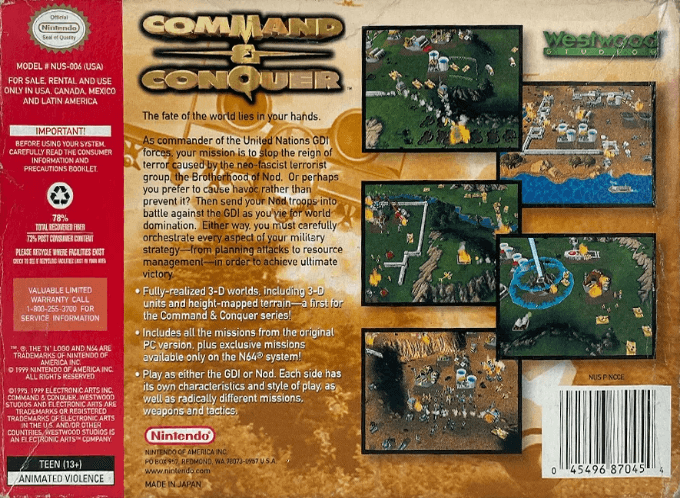 Official
Nintendo
Seal of Quality
MODEL # NUS-006 (USA)
FOR SALE, RENTAL AND USE
ONLY IN USA, CANADA, MEXICO
AND LATIN AMERICA
IMPORTANT!
BEFORE USING YOUR SYSTEM,
CAREFULLY READ THE CONSUMER
INFORMATION AND
PRECAUTIONS BOOKLET
78%
TOTAL RECOVERED FIBER
73% POST CONSUMER CONTENT
PLEASE RECYCLE WHERE FACILITIES EXIST
VALUABLE LIMITED
WARRANTY CALL
1-800-255-3700 FOR
SERVICE INFORMATION
™, ®, THE "N" LOGO AND N64 ARE
TRADEMARKS OF NINTENDO OF
AMERICA INC.
© 1999 NINTENDO OF AMERICA INC.
ALL RIGHTS RESERVED
©1995, 1999 ELECTRONIC ARTS INC.
COMMAND & CONQUER, WESTWOOD
STUDIOS AND ELECTRONIC ARTS ARE
TRADEMARKS OR REGISTERED
TRADEMARKS OF ELECTRONIC ARTS
IN THE U.S. AND/OR OTHER
COUNTRIES. WESTWOOD STUDIOS IS
AN ELECTRONIC ARTS™ COMPANY
TEEN (13+)
ANIMATED VIOLENCE
COMMAND
&
CONQUER™
The fate of the world lies in your hands.
As commander of the United Nations GDI
forces, your mission is to stop the reign of
terror caused by the neo-fascist terrorist
group, the Brotherhood of Nod. Or perhaps
you prefer to cause havoc rather than
prevent it? Then send your Nod troops into
battle against the GDI as you vie for world
domination. Either way, you must carefully
orchestrate every aspect of your military
strategy—from planning attacks to resource
management—in order to achieve ultimate
victory.
• Fully-realized 3-D worlds, including 3-D
units and height-mapped terrain—a first for
the Command & Conquer series!
• Includes all the missions from the original
PC version, plus exclusive missions
available only on the N64® system!
• Play as either the GDI or Nod. Each side has
its own characteristics and style of play, as
well as radically different missions,
weapons and tactics.
Nintendo®
NINTENDO OF AMERICA INC.
P.O. BOX 957, REDMOND, WA 98073-0957 U.S.A.
www.nintendo.com
MADE IN JAPAN
Westwood
STUDIOS
0 45496 87045 4